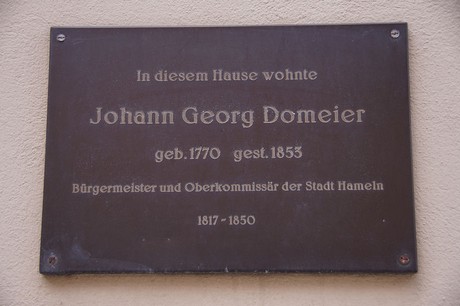 In diesem Hause wohnte
Johann Georg Domeier
geb. 1770 gest. 1853
Bürgermeister und Oberkommissär der Stadt Hameln
1817 - 1850